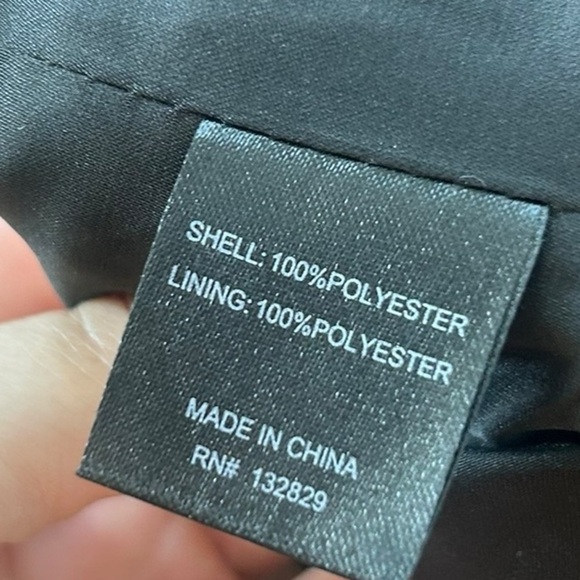 SHELL: 100%POLYESTER
LINING: 100%POLYESTER
MADE IN CHINA
RN# 132829